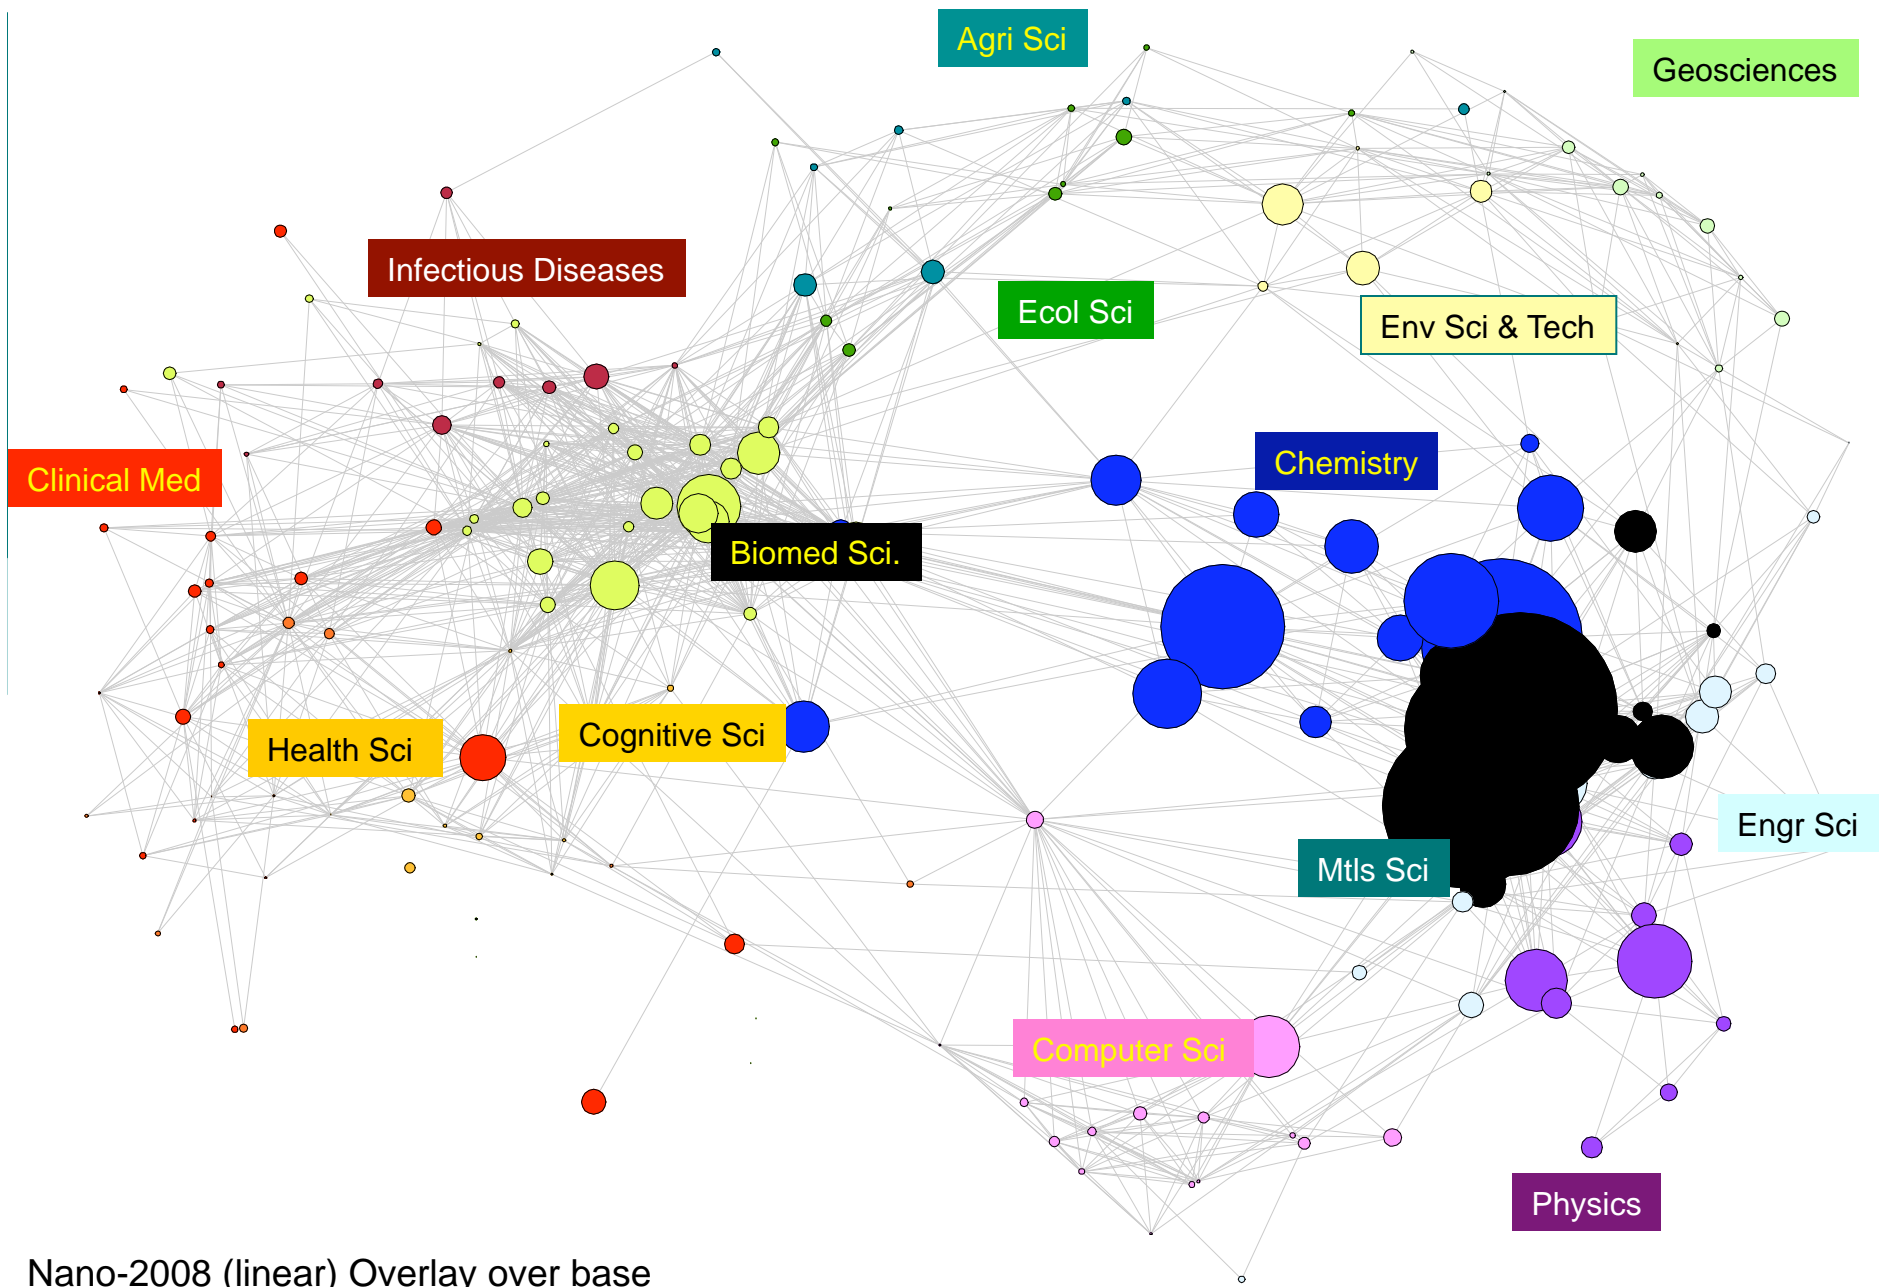 Agri Sci
Geosciences
Infectious Diseases
Ecol Sci
Env Sci & Tech
Clinical Med
Chemistry
Biomed Sci.
Cognitive Sci
Health Sci
Engr Sci
Mtls Sci
Computer Sci
Physics
Nano-2008 (linear) Overlay over base